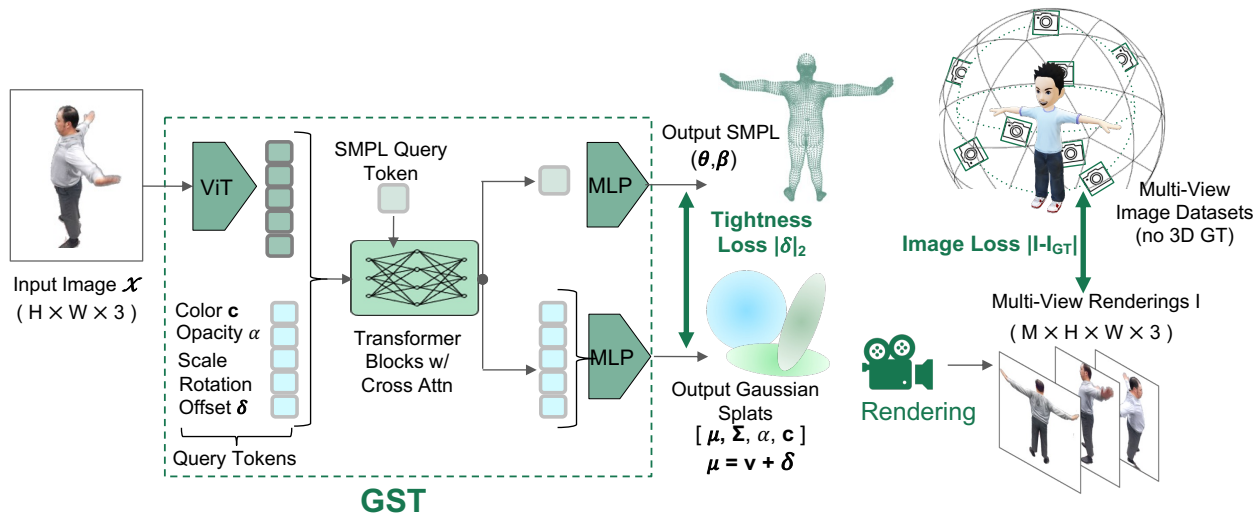 Input Image 𝒙
( H × W × 3 )
ViT
SMPL Query
Token
Color c
Opacity α
Scale
Rotation
Offset δ
Query Tokens
Transformer
Blocks w/
Cross Attn
MLP
MLP
GST
Output SMPL
(θ,β)
Tightness
Loss |δ|₂
Output Gaussian
Splats
[ μ, Σ, α, c ]
μ = v + δ
Multi-View
Image Datasets
(no 3D GT)
Image Loss |I-I_GT|
Multi-View Renderings I
( M × H × W × 3 )
Rendering